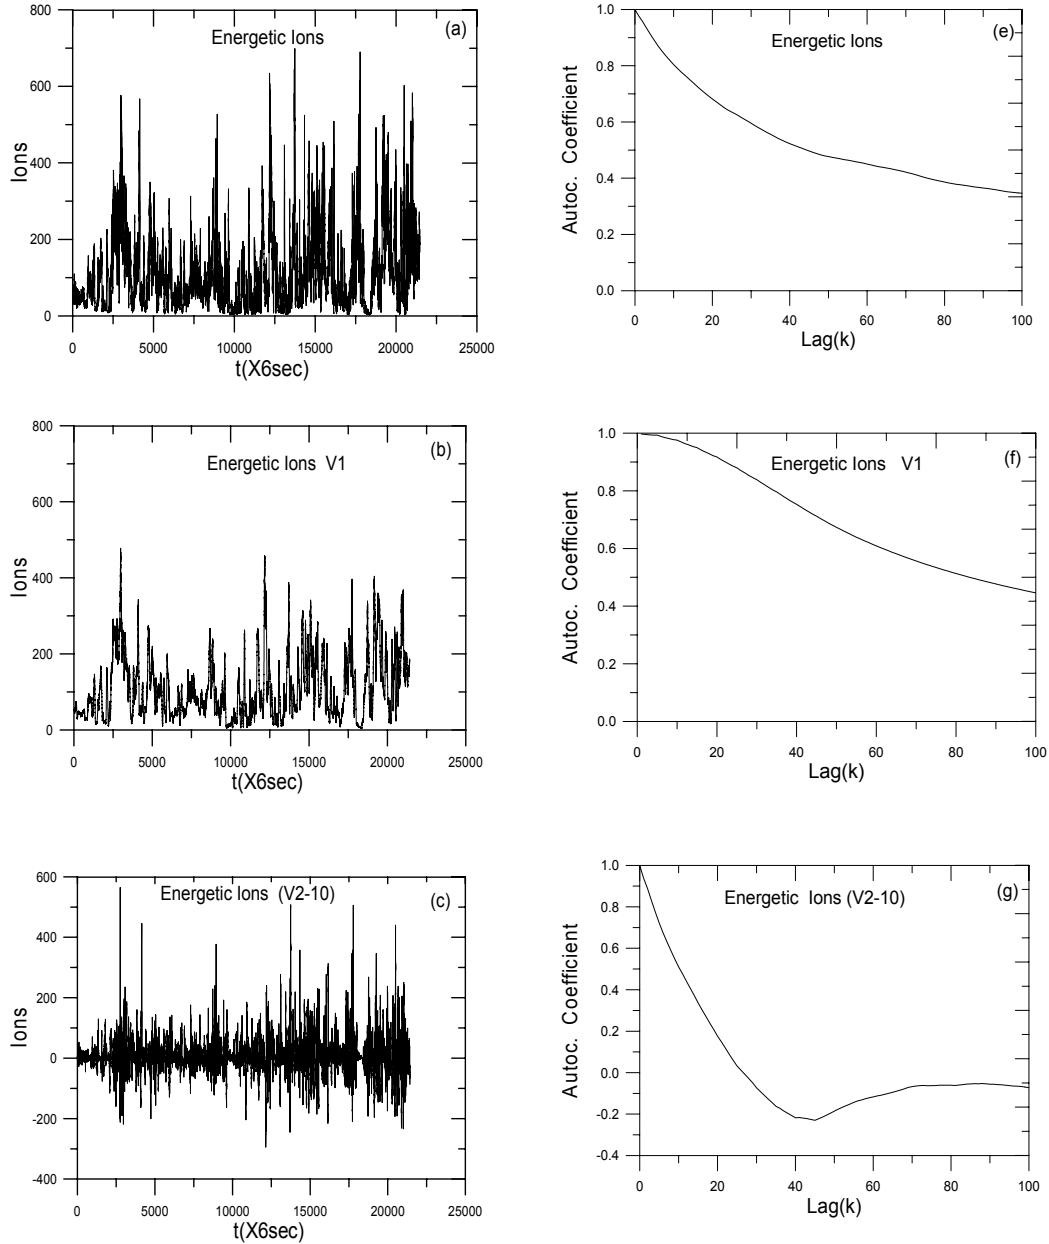 800
600
400
200
0
Ions
Energetic Ions
(a)
0 5000 10000 15000 20000 25000
t(X6sec)
1.0
0.8
0.6
0.4
0.2
0.0
Autoc. Coefficient
Energetic Ions
(e)
0 20 40 60 80 100
Lag(k)
800
600
400
200
0
Ions
Energetic Ions V1
(b)
0 5000 10000 15000 20000 25000
t(X6sec)
1.0
0.8
0.6
0.4
0.2
0.0
Autoc. Coefficient
Energetic Ions V1
(f)
0 20 40 60 80 100
Lag(k)
600
400
200
0
-200
-400
Ions
Energetic Ions (V2-10)
(c)
0 5000 10000 15000 20000 25000
t(X6sec)
1.0
0.8
0.6
0.4
0.2
0.0
-0.2
-0.4
Autoc. Coefficient
Energetic Ions (V2-10)
(g)
0 20 40 60 80 100
Lag(k)